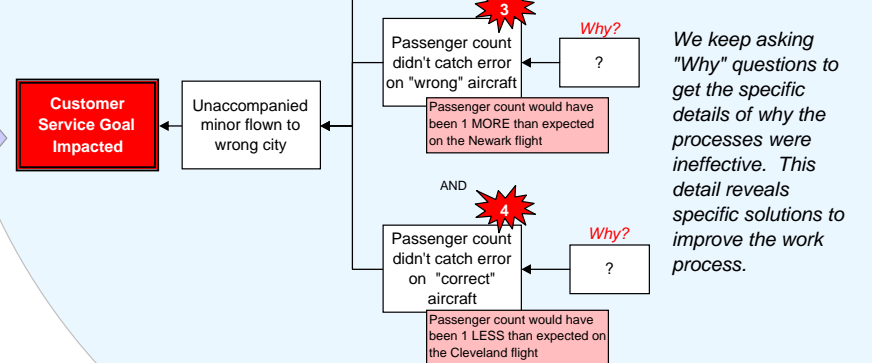 Customer
Service Goal
Impacted
Unaccompanied
minor flown to
wrong city
3
Passenger count
didn't catch error
on "wrong" aircraft
Why?
?
Passenger count would have
been 1 MORE than expected
on the Newark flight
AND
4
Passenger count
didn't catch error
on "correct"
aircraft
Why?
?
Passenger count would have
been 1 LESS than expected on
the Cleveland flight
We keep asking
"Why" questions to
get the specific
details of why the
processes were
ineffective. This
detail reveals
specific solutions to
improve the work
process.